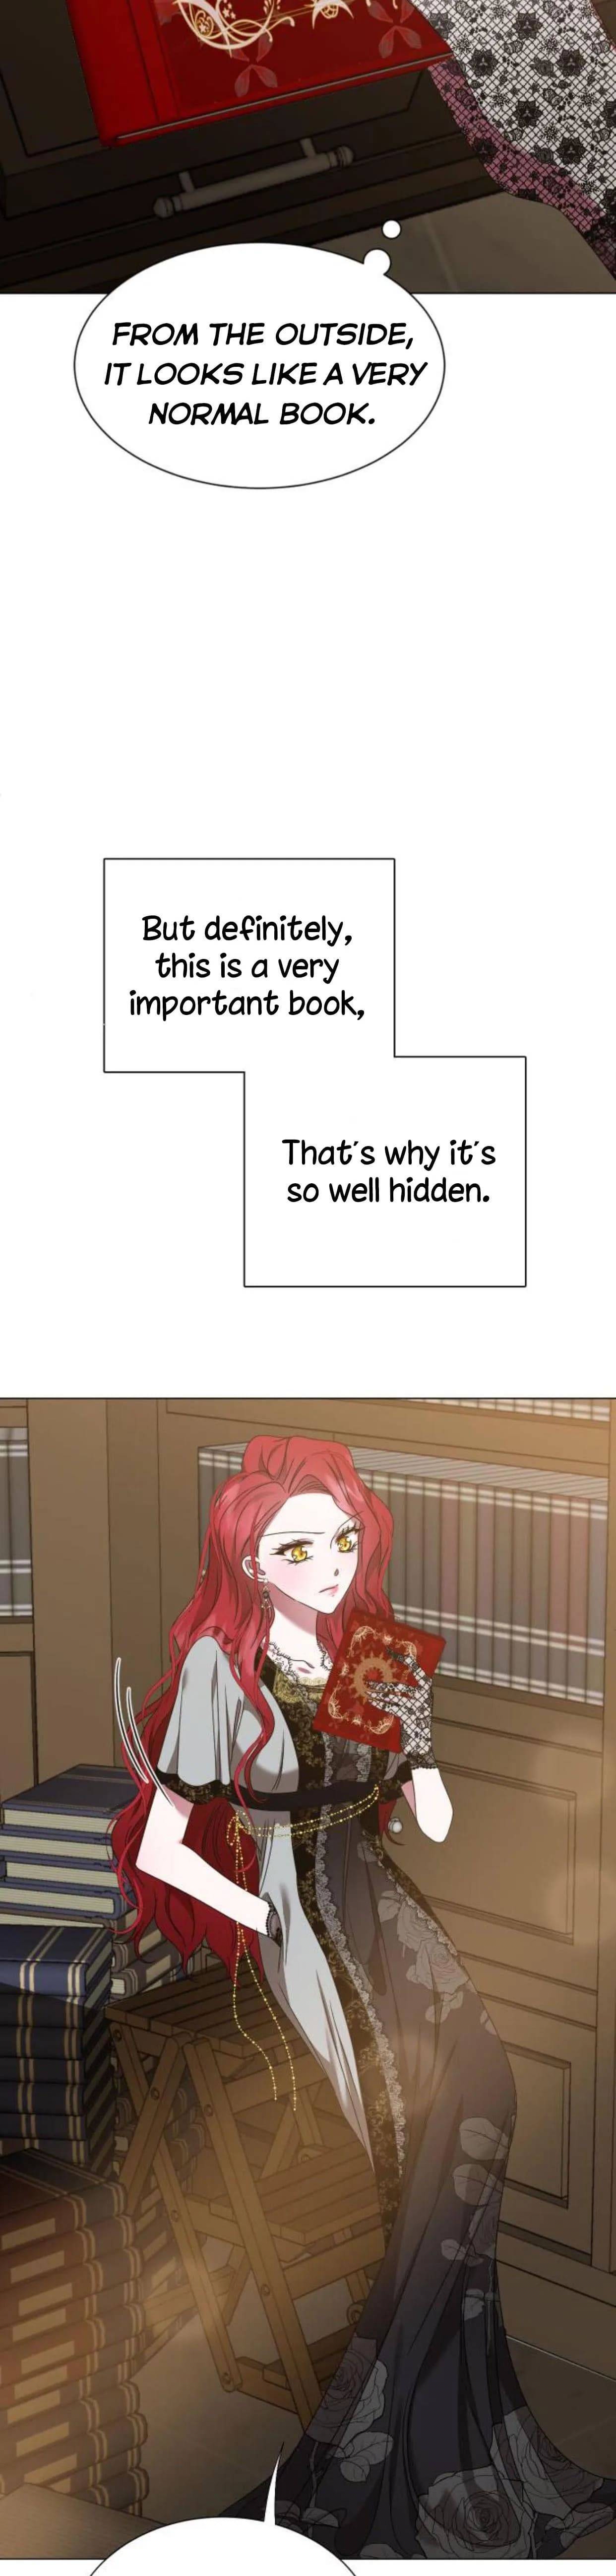 FROM THE OUTSIDE,
IT LOOKS LIKE A VERY
NORMAL BOOK.
But definitely,
this is a very
important book,
That's why it's
so well hidden.